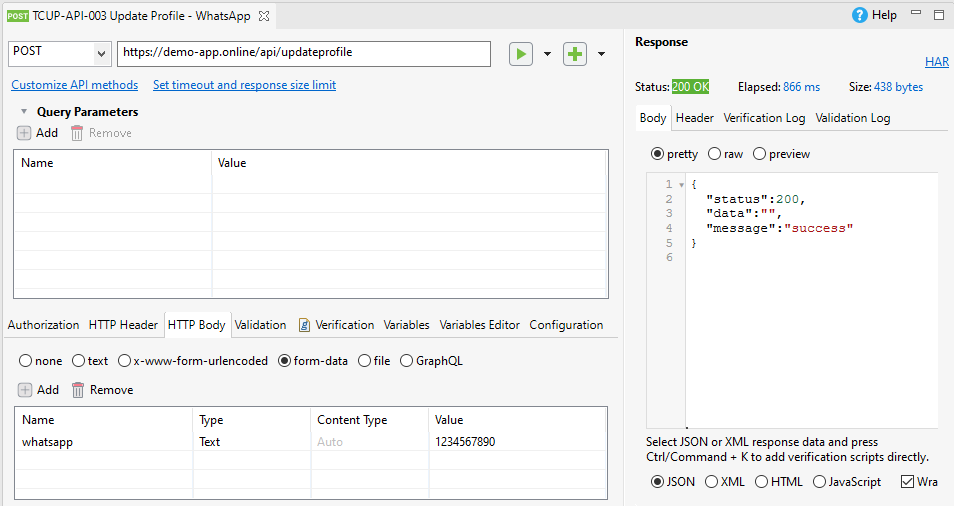 POST TCUP-API-003 Update Profile - WhatsApp
Help
POST https://demo-app.online/api/updateprofile
Customize API methods Set timeout and response size limit
Query Parameters
Add Remove
Name Value
Authorization HTTP Header HTTP Body Validation Verification Variables Variables Editor Configuration
none text x-www-form-urlencoded form-data file GraphQL
Add Remove
Name Type Content Type Value
whatsapp Text Auto 1234567890
Response
HAR
Status: 200 OK Elapsed: 866 ms Size: 438 bytes
Body Header Verification Log Validation Log
pretty raw preview
1 {
2 "status":200,
3 "data":"",
4 "message":"success"
5 }
6
Select JSON or XML response data and press
Ctrl/Command + K to add verification scripts directly.
JSON XML HTML JavaScript Wra